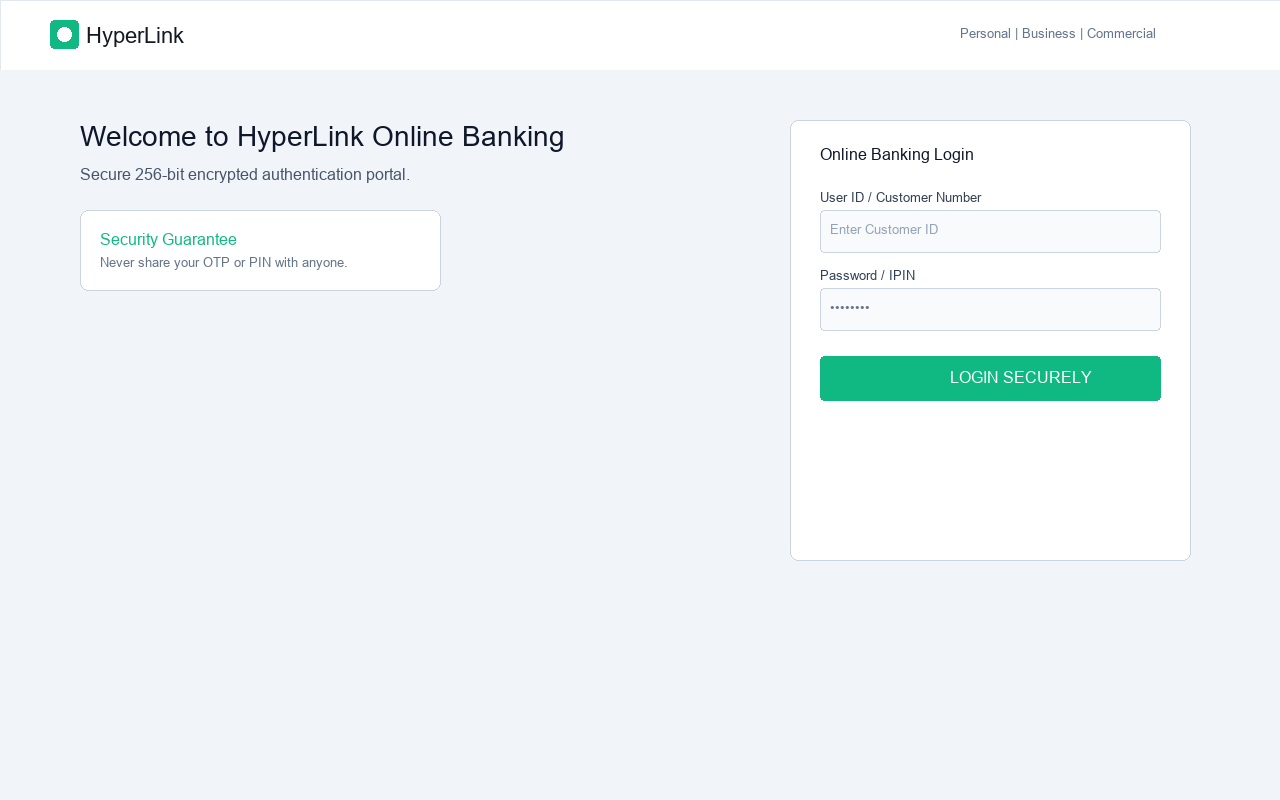 HyperLink
Personal | Business | Commercial
Welcome to HyperLink Online Banking
Secure 256-bit encrypted authentication portal.
Security Guarantee
Never share your OTP or PIN with anyone.
Online Banking Login
User ID / Customer Number
Enter Customer ID
Password / IPIN
••••••••
LOGIN SECURELY